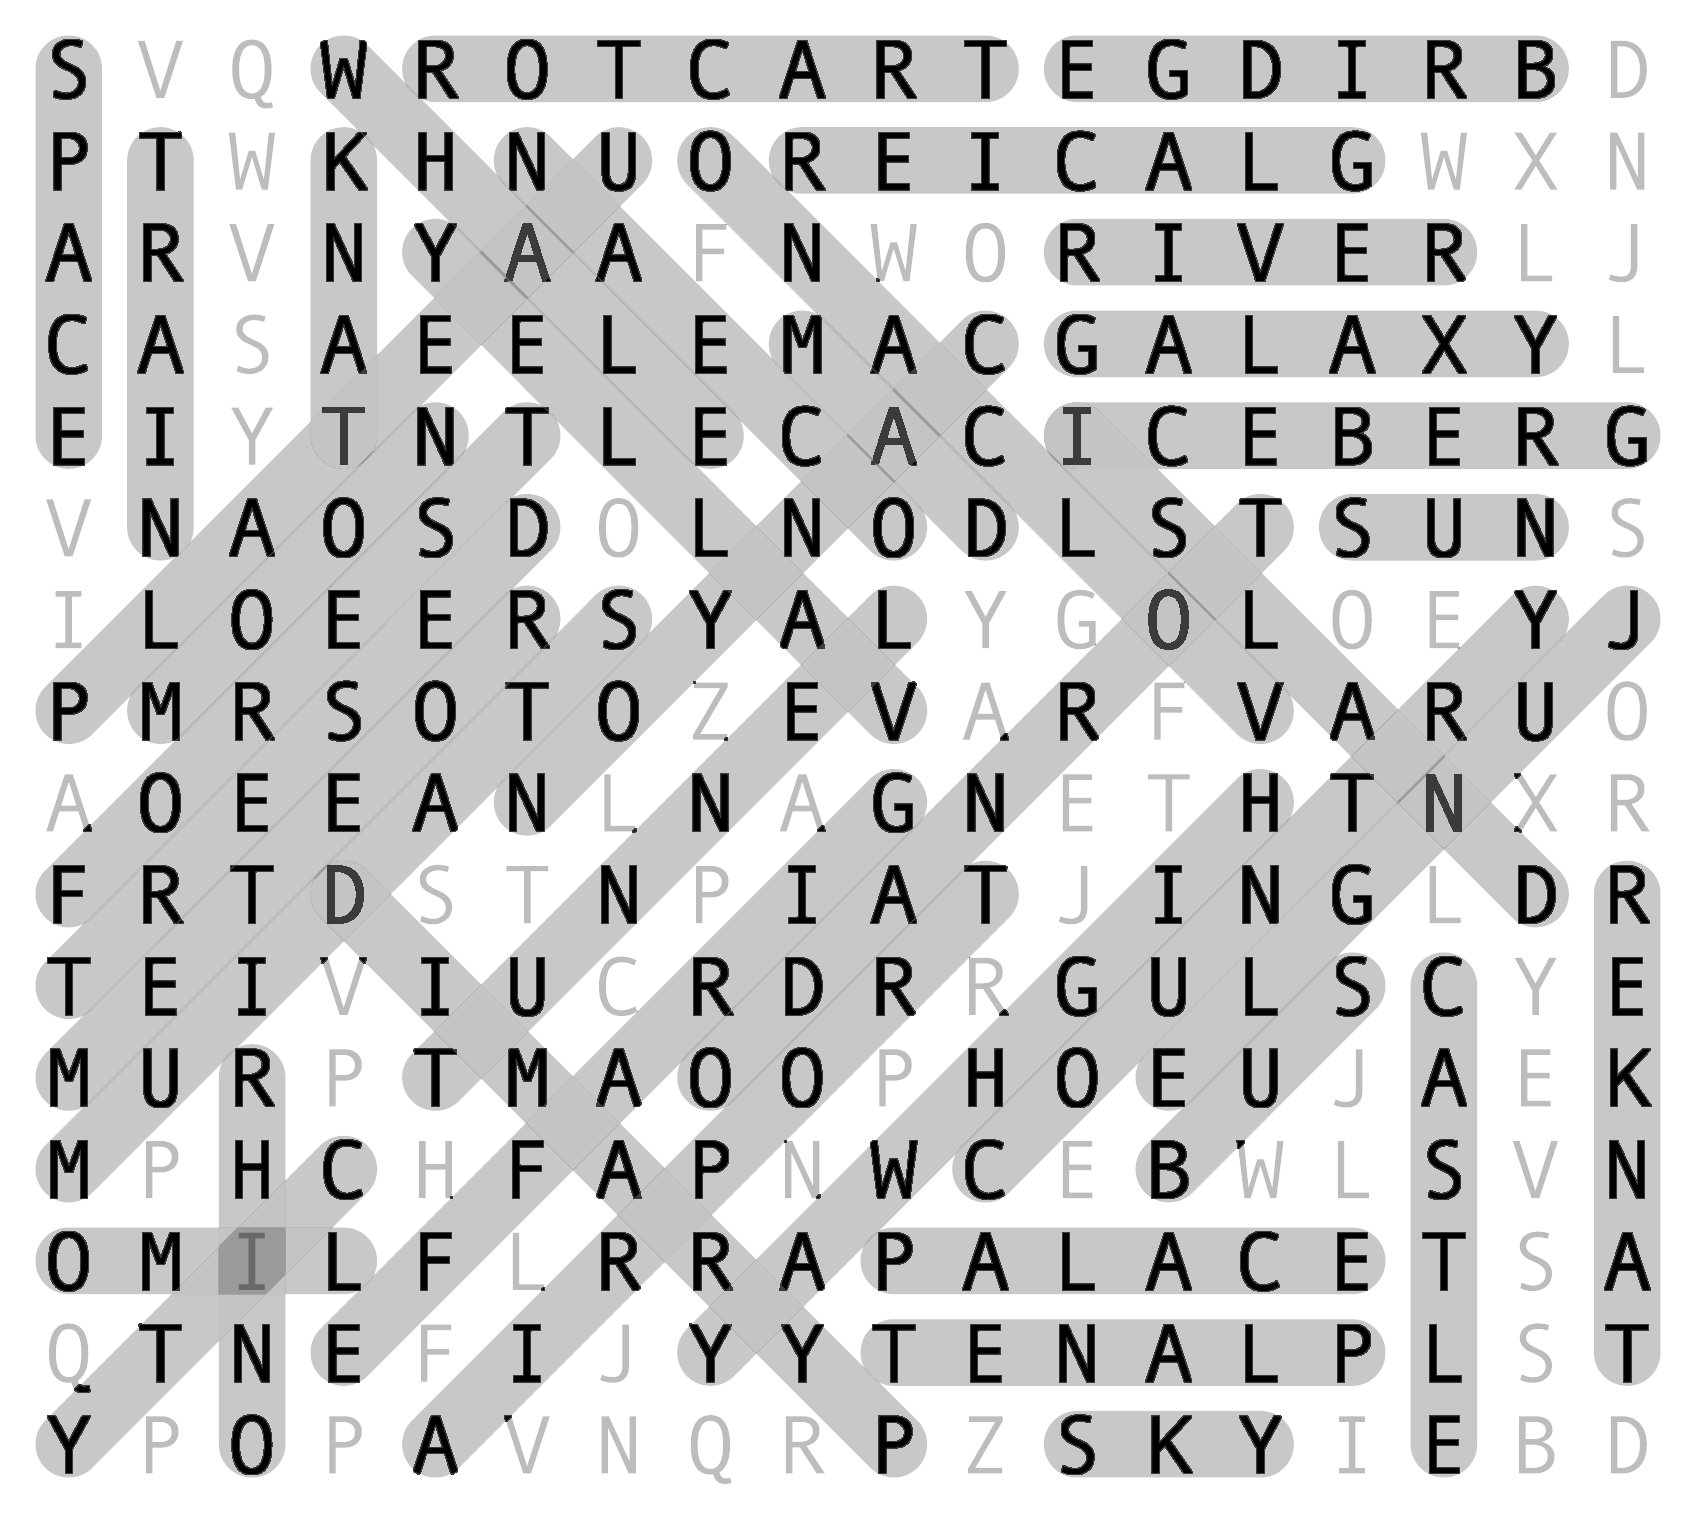 S V Q W R O T C A R T E G D I R B D
P T W K H N U O R E I C A L G W X N
A R V N Y A A F N W O R I V E R L J
C A S A E E L E M A C G A L A X Y L
E I Y T N T L E C A C I C E B E R G
V N A O S D O L N O D L S T S U N S
I L O E E R S Y A L Y G O L O E Y J
P M R S O T O Z E V A R F V A R U O
A O E E A N L N A G N E T H T N X R
F R T D S T N P I A T J I N G L D R
T E I V I U C R D R R G U L S C Y E
M U R P T M A O O P H O E U J A E K
M P H C H F A P N W C E B W L S V N
O M I L F L R R A P A L A C E T S A
Q T N E F I J Y Y T E N A L P L S T
Y P O P A V N Q R P Z S K Y I E B D